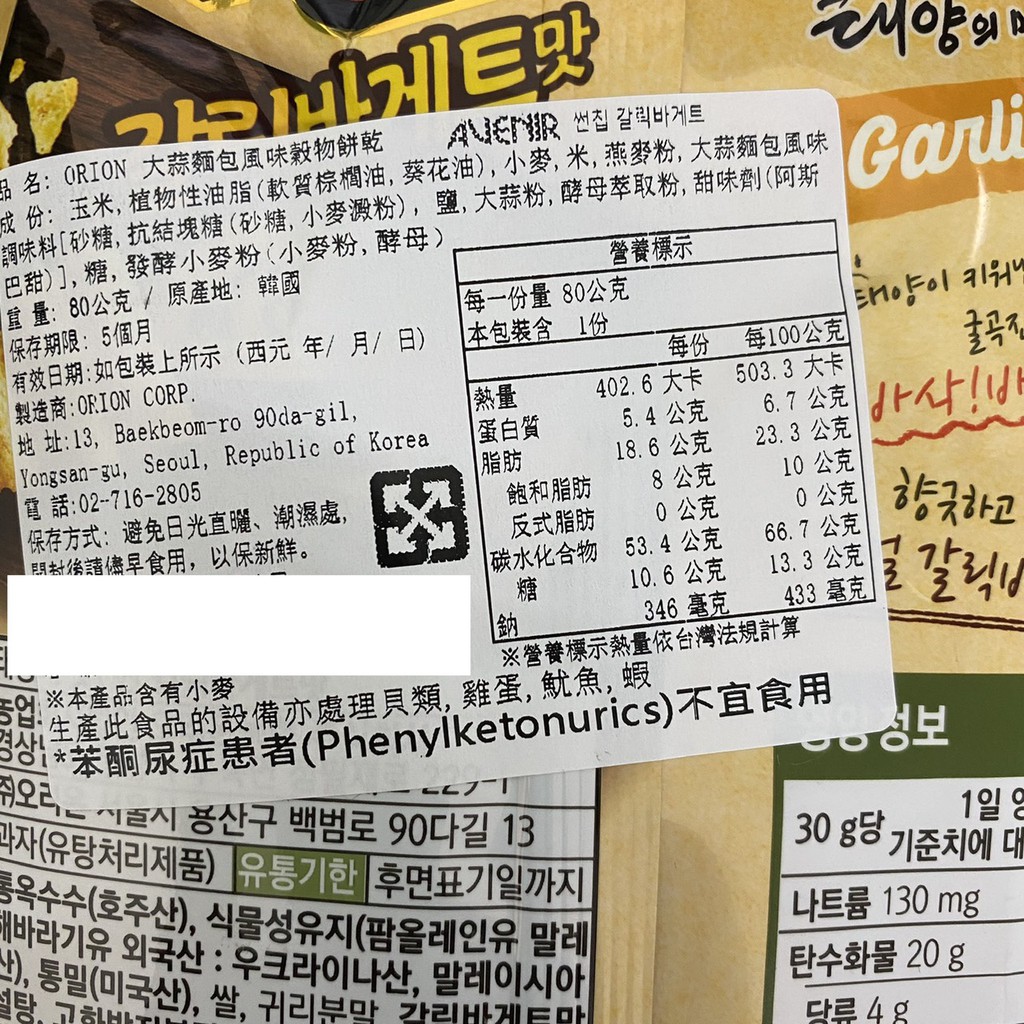 갈릭바게트맛
태양의
Garli
AVENIR 썬칩 갈릭바게트
品 名: ORION 大蒜麵包風味穀物餅乾
成 份: 玉米, 植物性油脂(軟質棕櫚油, 葵花油), 小麥, 米, 燕麥粉, 大蒜麵包風味
調味料[砂糖, 抗結塊糖(砂糖, 小麥澱粉), 鹽, 大蒜粉, 酵母萃取粉, 甜味劑(阿斯
巴甜)], 糖, 發酵小麥粉(小麥粉, 酵母)
重 量: 80公克 / 原產地: 韓國
保存期限: 5個月
有效日期:如包裝上所示 (西元 年/ 月/ 日)
製造商:ORION CORP.
地 址:13, Baekbeom-ro 90da-gil,
Yongsan-gu, Seoul, Republic of Korea
電 話:02-716-2805
保存方式: 避免日光直曬、潮濕處,
開封後請儘早食用, 以保新鮮。
營養標示
每一份量 80公克
本包裝含 1份
每份 每100公克
熱量 402.6 大卡 503.3 大卡
蛋白質 5.4 公克 6.7 公克
脂肪 18.6 公克 23.3 公克
飽和脂肪 8 公克 10 公克
反式脂肪 0 公克 0 公克
碳水化合物 53.4 公克 66.7 公克
糖 10.6 公克 13.3 公克
鈉 346 毫克 433 毫克
※營養標示熱量依台灣法規計算
※本產品含有小麥
生產此食品的設備亦處理貝類, 雞蛋, 魷魚, 蝦
*苯酮尿症患者(Phenylketonurics)不宜食用
태양이 키워낸
굴곡진
바사!바
향긋하고
갈릭바
용산구 백범로 90다길 13
과자(유탕처리제품) 유통기한 후면표기일까지
통옥수수(호주산), 식물성유지(팜올레인유 말레
해바라기유 외국산 : 우크라이나산, 말레이시아
산), 통밀(미국산), 쌀, 귀리분말, 갈릭바게트맛
설탕,
영양정보
30 g당 1일 영
기준치에 대
나트륨 130 mg
탄수화물 20 g
당류 4 g